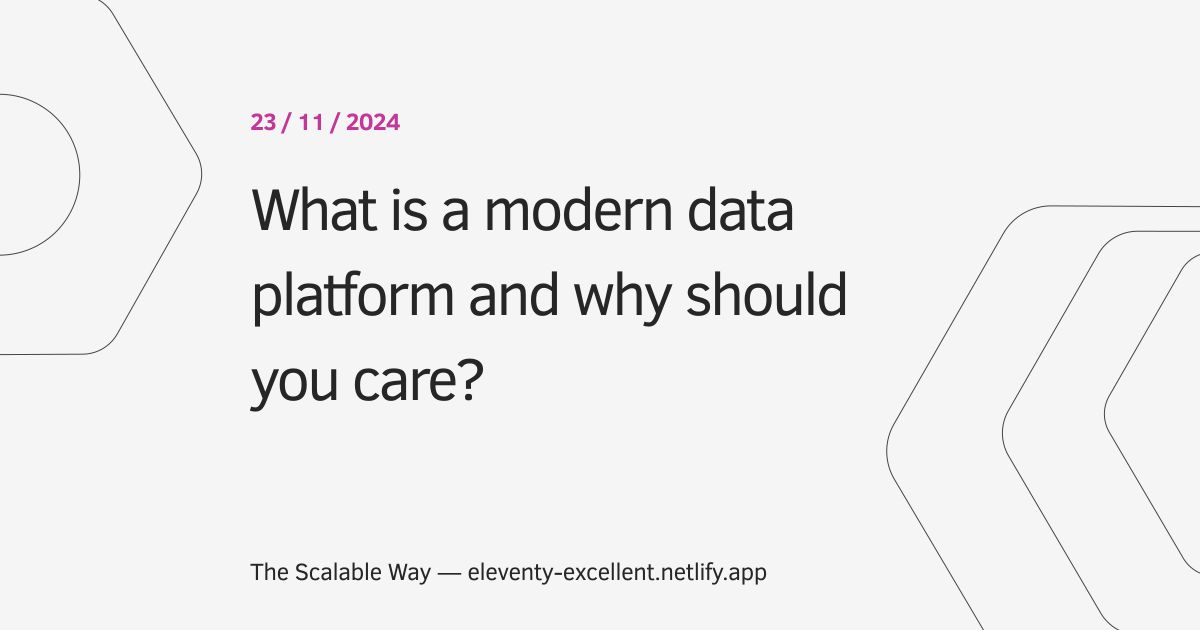 23 / 11 / 2024
What is a modern data
platform and why should
you care?
The Scalable Way — eleventy-excellent.netlify.app